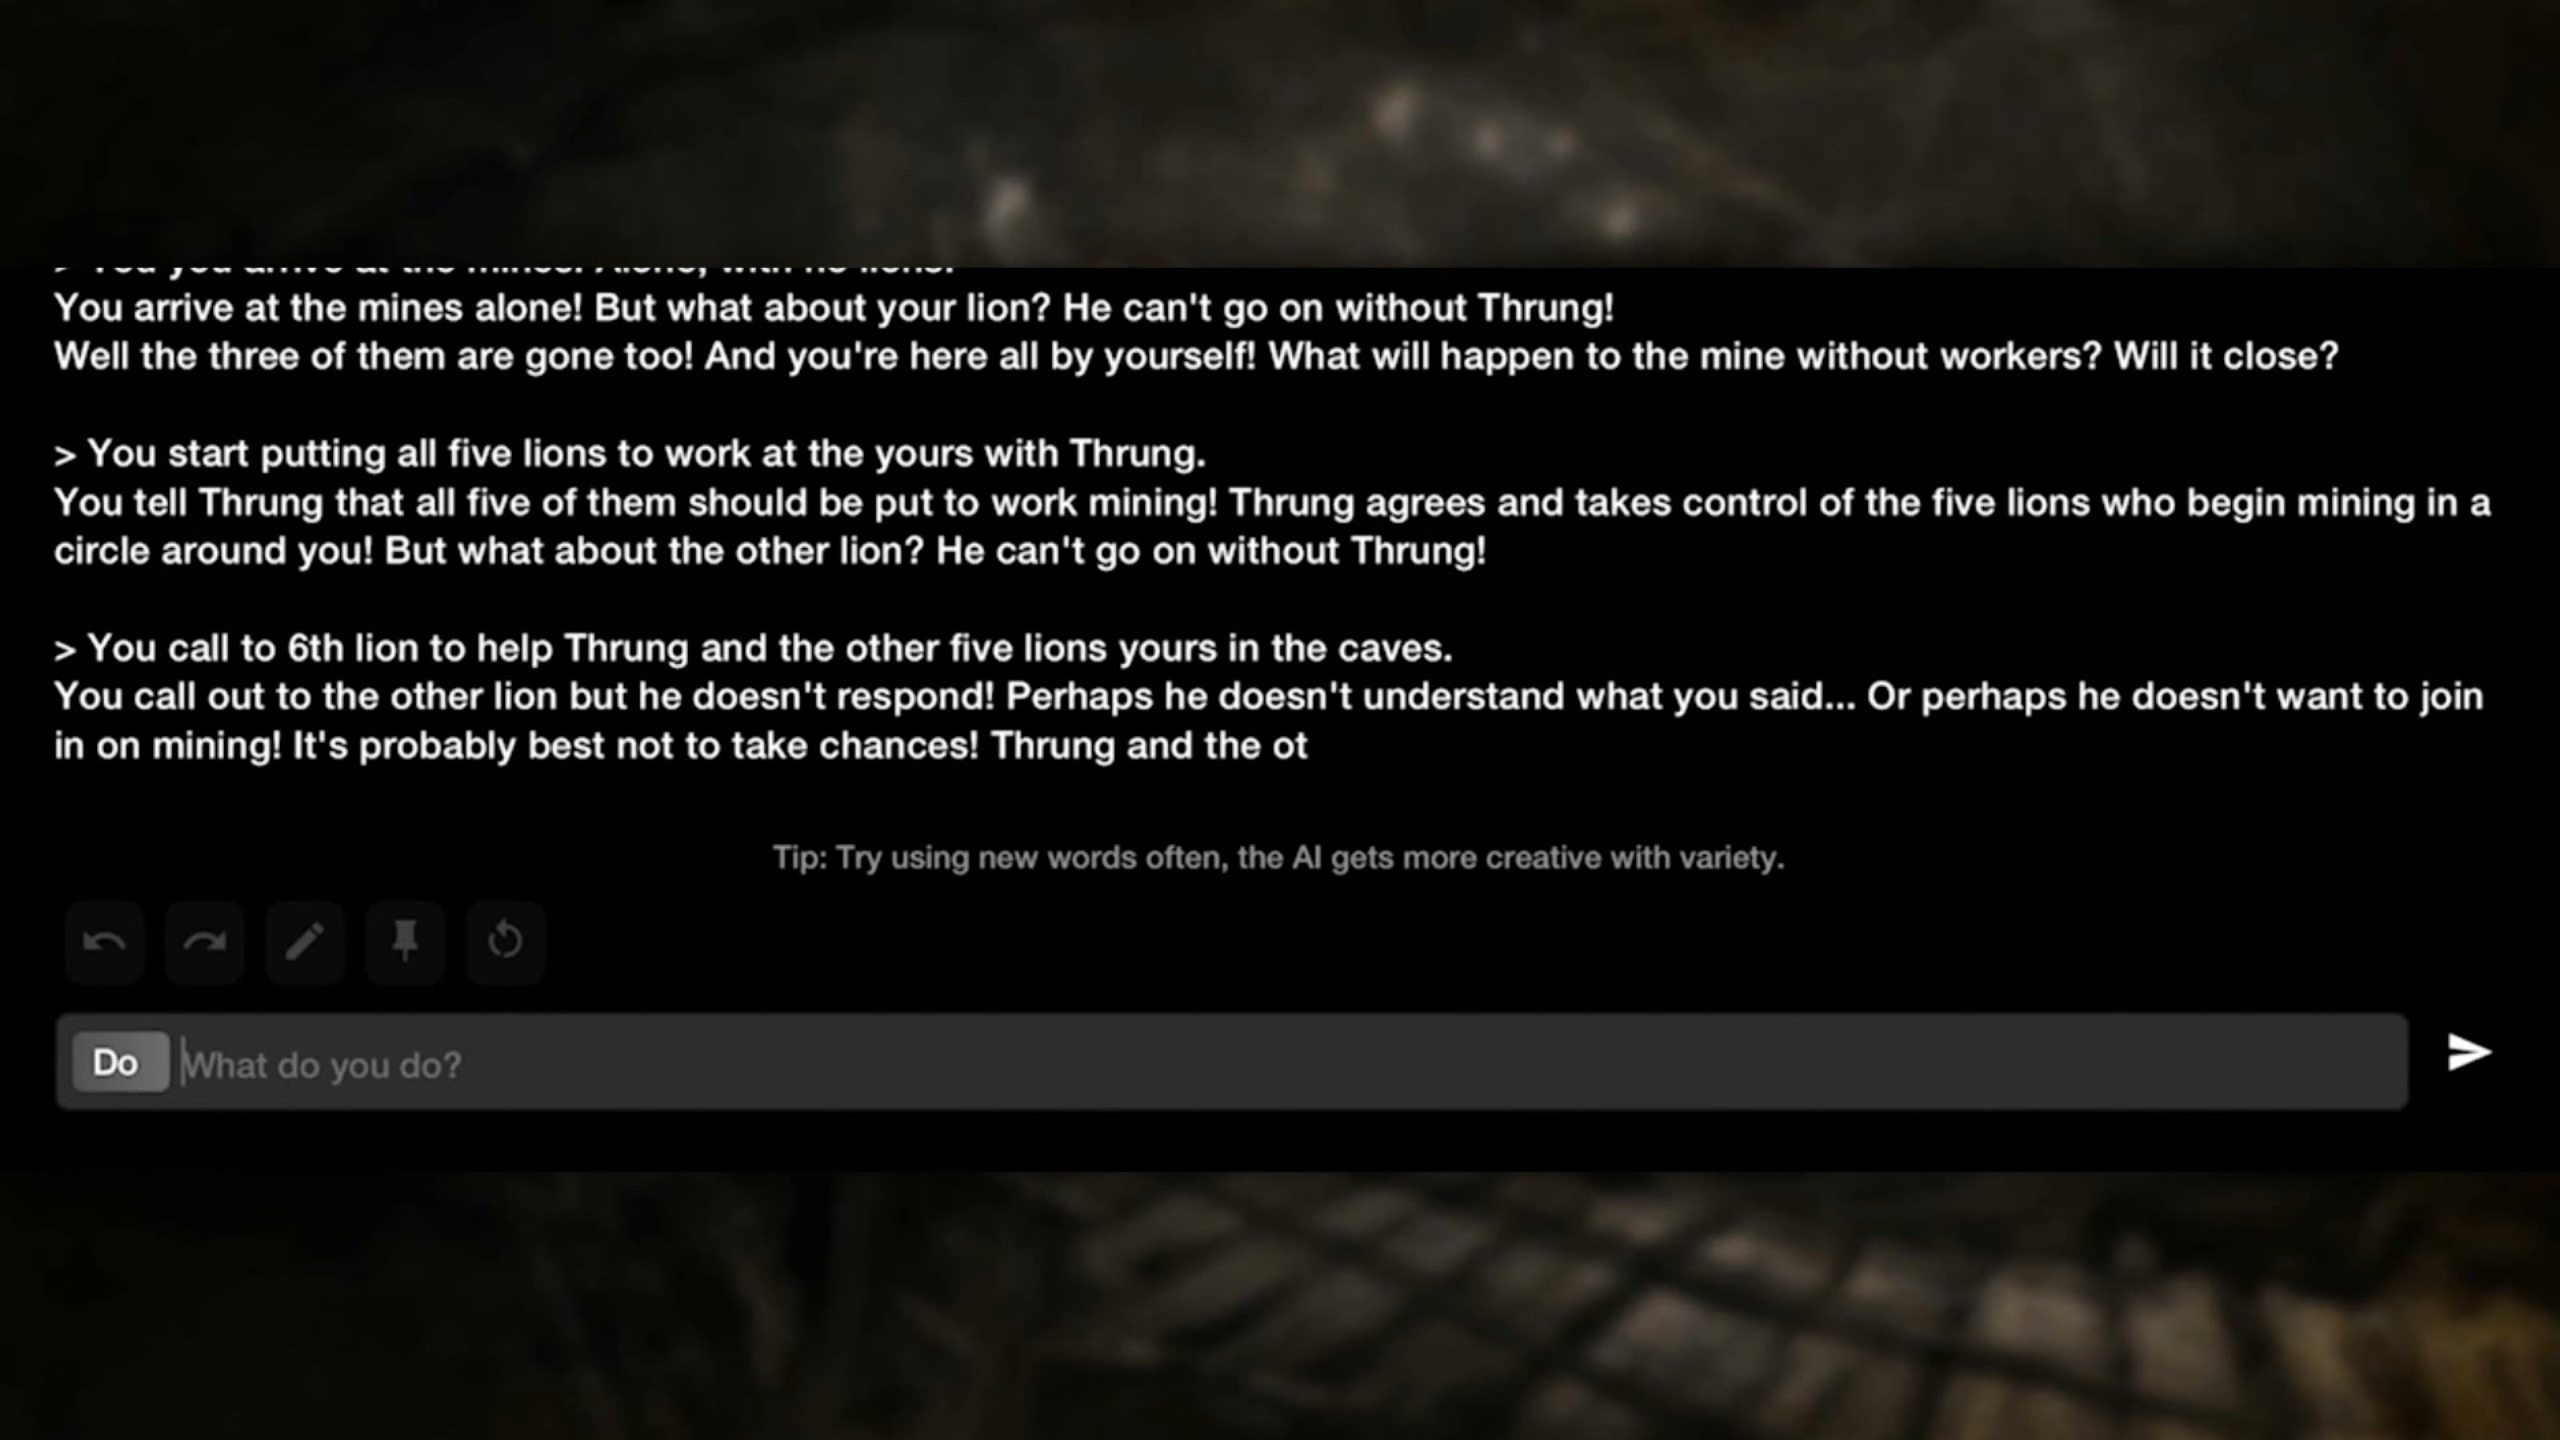 You arrive at the mines alone! But what about your lion? He can't go on without Thrung!
Well the three of them are gone too! And you're here all by yourself! What will happen to the mine without workers? Will it close?
> You start putting all five lions to work at the yours with Thrung.
You tell Thrung that all five of them should be put to work mining! Thrung agrees and takes control of the five lions who begin mining in a
circle around you! But what about the other lion? He can't go on without Thrung!
> You call to 6th lion to help Thrung and the other five lions yours in the caves.
You call out to the other lion but he doesn't respond! Perhaps he doesn't understand what you said... Or perhaps he doesn't want to join
in on mining! It's probably best not to take chances! Thrung and the ot
Tip: Try using new words often, the AI gets more creative with variety.
Do What do you do?